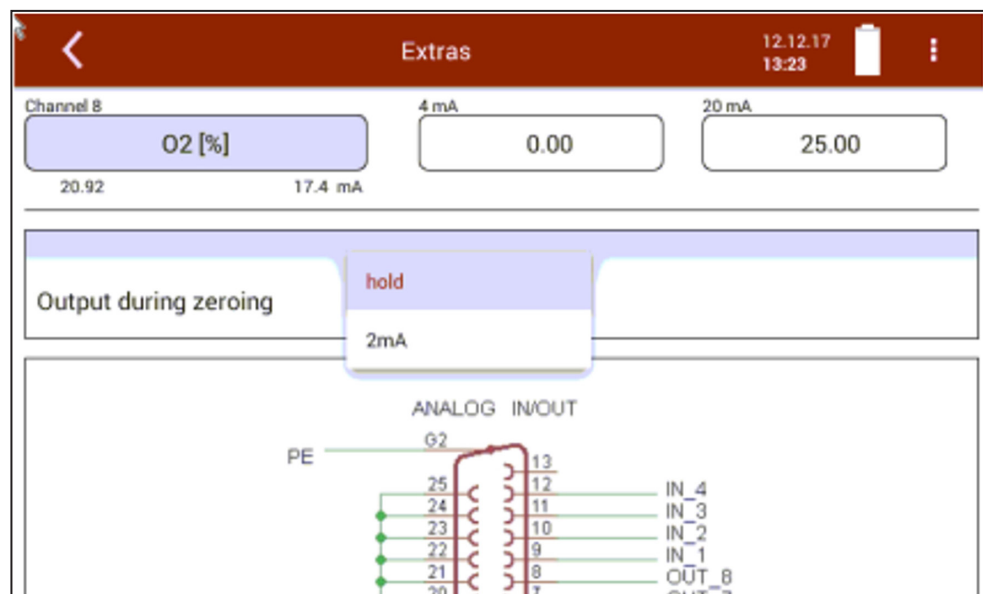 Extras
12.12.17
13:23
Channel 8
4 mA
20 mA
O2 [%]
0.00
25.00
20.92
17.4 mA
hold
Output during zeroing
2mA
ANALOG IN/OUT
G2
PE
13
25
12
IN_4
24
11
IN_3
23
10
IN_2
22
9
IN_1
21
8
OUT_8